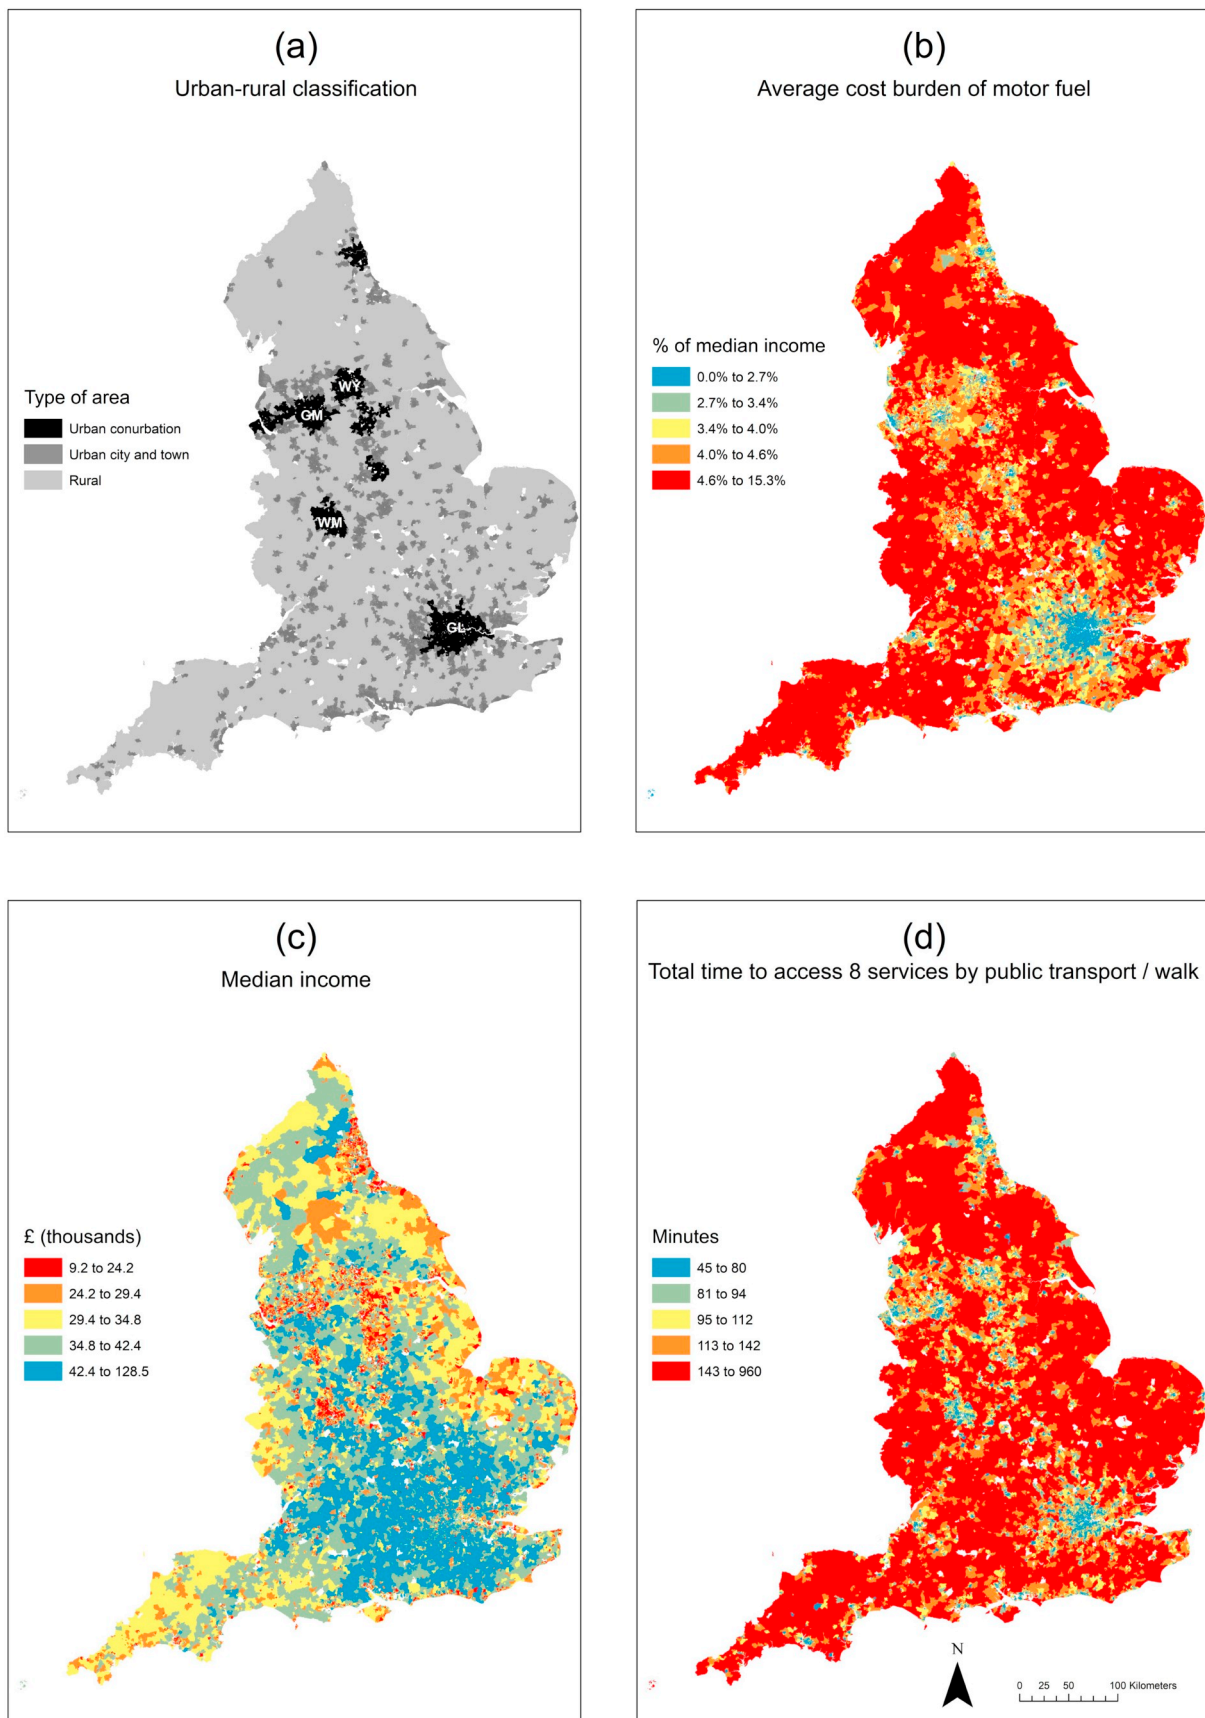 (a)
Urban-rural classification
Type of area
Urban conurbation
Urban city and town
Rural
WY
GM
WM
GL
(b)
Average cost burden of motor fuel
% of median income
0.0% to 2.7%
2.7% to 3.4%
3.4% to 4.0%
4.0% to 4.6%
4.6% to 15.3%
(c)
Median income
£ (thousands)
9.2 to 24.2
24.2 to 29.4
29.4 to 34.8
34.8 to 42.4
42.4 to 128.5
(d)
Total time to access 8 services by public transport / walk
Minutes
45 to 80
81 to 94
95 to 112
113 to 142
143 to 960
N
0 25 50 100 Kilometers